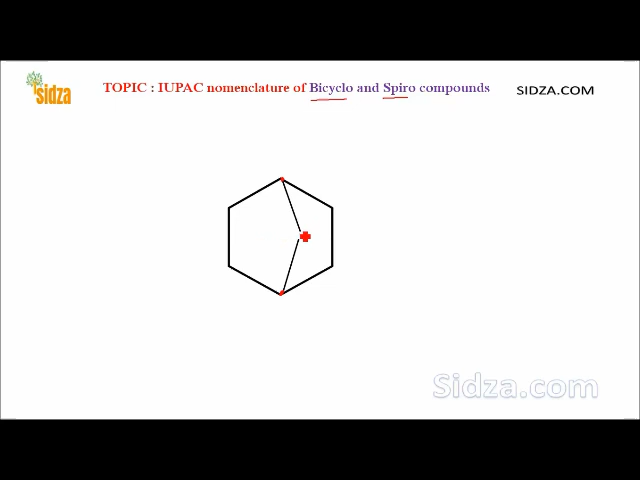 sidza
TOPIC : IUPAC nomenclature of Bicyclo and Spiro compounds
SIDZA.COM
Sidza.com